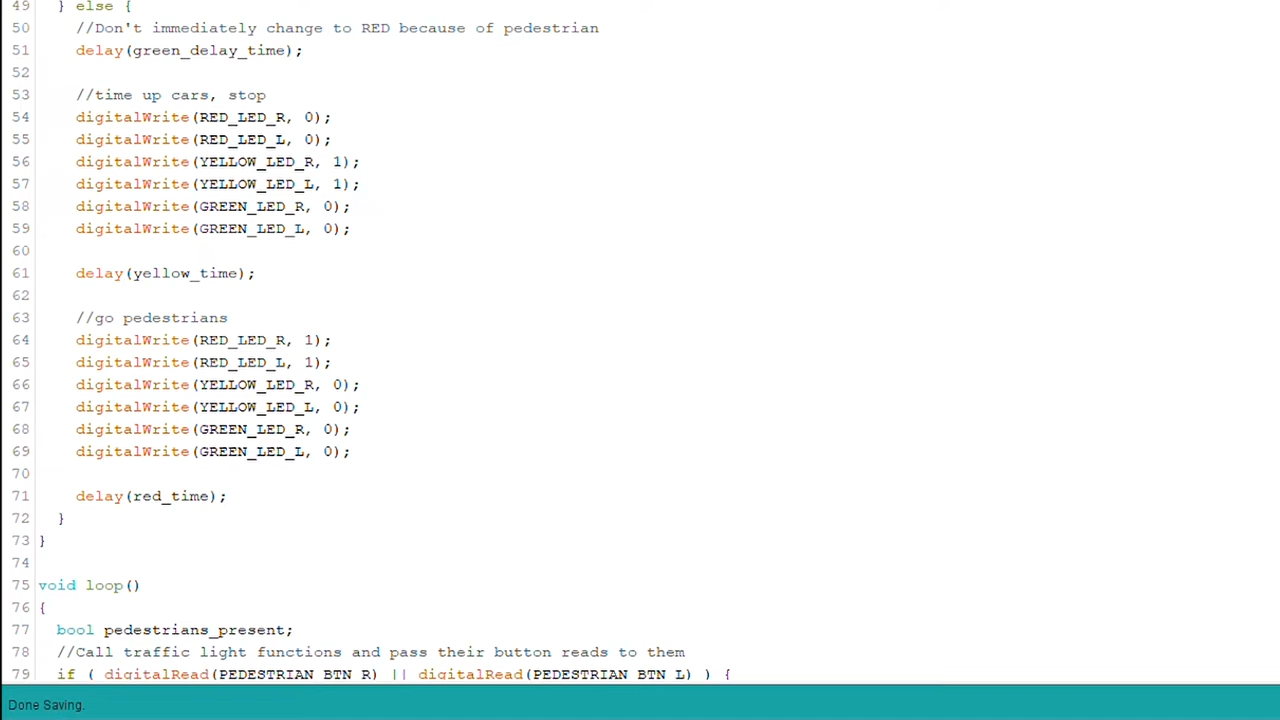 49 } else {
50 //Don't immediately change to RED because of pedestrian
51 delay(green_delay_time);
52
53 //time up cars, stop
54 digitalWrite(RED_LED_R, 0);
55 digitalWrite(RED_LED_L, 0);
56 digitalWrite(YELLOW_LED_R, 1);
57 digitalWrite(YELLOW_LED_L, 1);
58 digitalWrite(GREEN_LED_R, 0);
59 digitalWrite(GREEN_LED_L, 0);
60
61 delay(yellow_time);
62
63 //go pedestrians
64 digitalWrite(RED_LED_R, 1);
65 digitalWrite(RED_LED_L, 1);
66 digitalWrite(YELLOW_LED_R, 0);
67 digitalWrite(YELLOW_LED_L, 0);
68 digitalWrite(GREEN_LED_R, 0);
69 digitalWrite(GREEN_LED_L, 0);
70
71 delay(red_time);
72 }
73 }
74
75 void loop()
76 {
77 bool pedestrians_present;
78 //Call traffic light functions and pass their button reads to them
79 if ( digitalRead(PEDESTRIAN_BTN_R) || digitalRead(PEDESTRIAN_BTN_L) ) {
Done Saving.